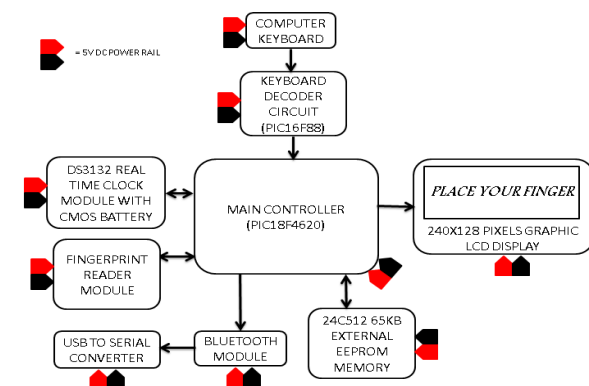 COMPUTER
KEYBOARD
= 5V DC POWER RAIL
KEYBOARD
DECODER
CIRCUIT
(PIC16F88)
DS3132 REAL
TIME CLOCK
MODULE WITH
CMOS BATTERY
MAIN CONTROLLER
(PIC18F4620)
PLACE YOUR FINGER
240X128 PIXELS GRAPHIC
LCD DISPLAY
FINGERPRINT
READER
MODULE
24C512 65KB
EXTERNAL
EEPROM
MEMORY
USB TO SERIAL
CONVERTER
BLUETOOTH
MODULE